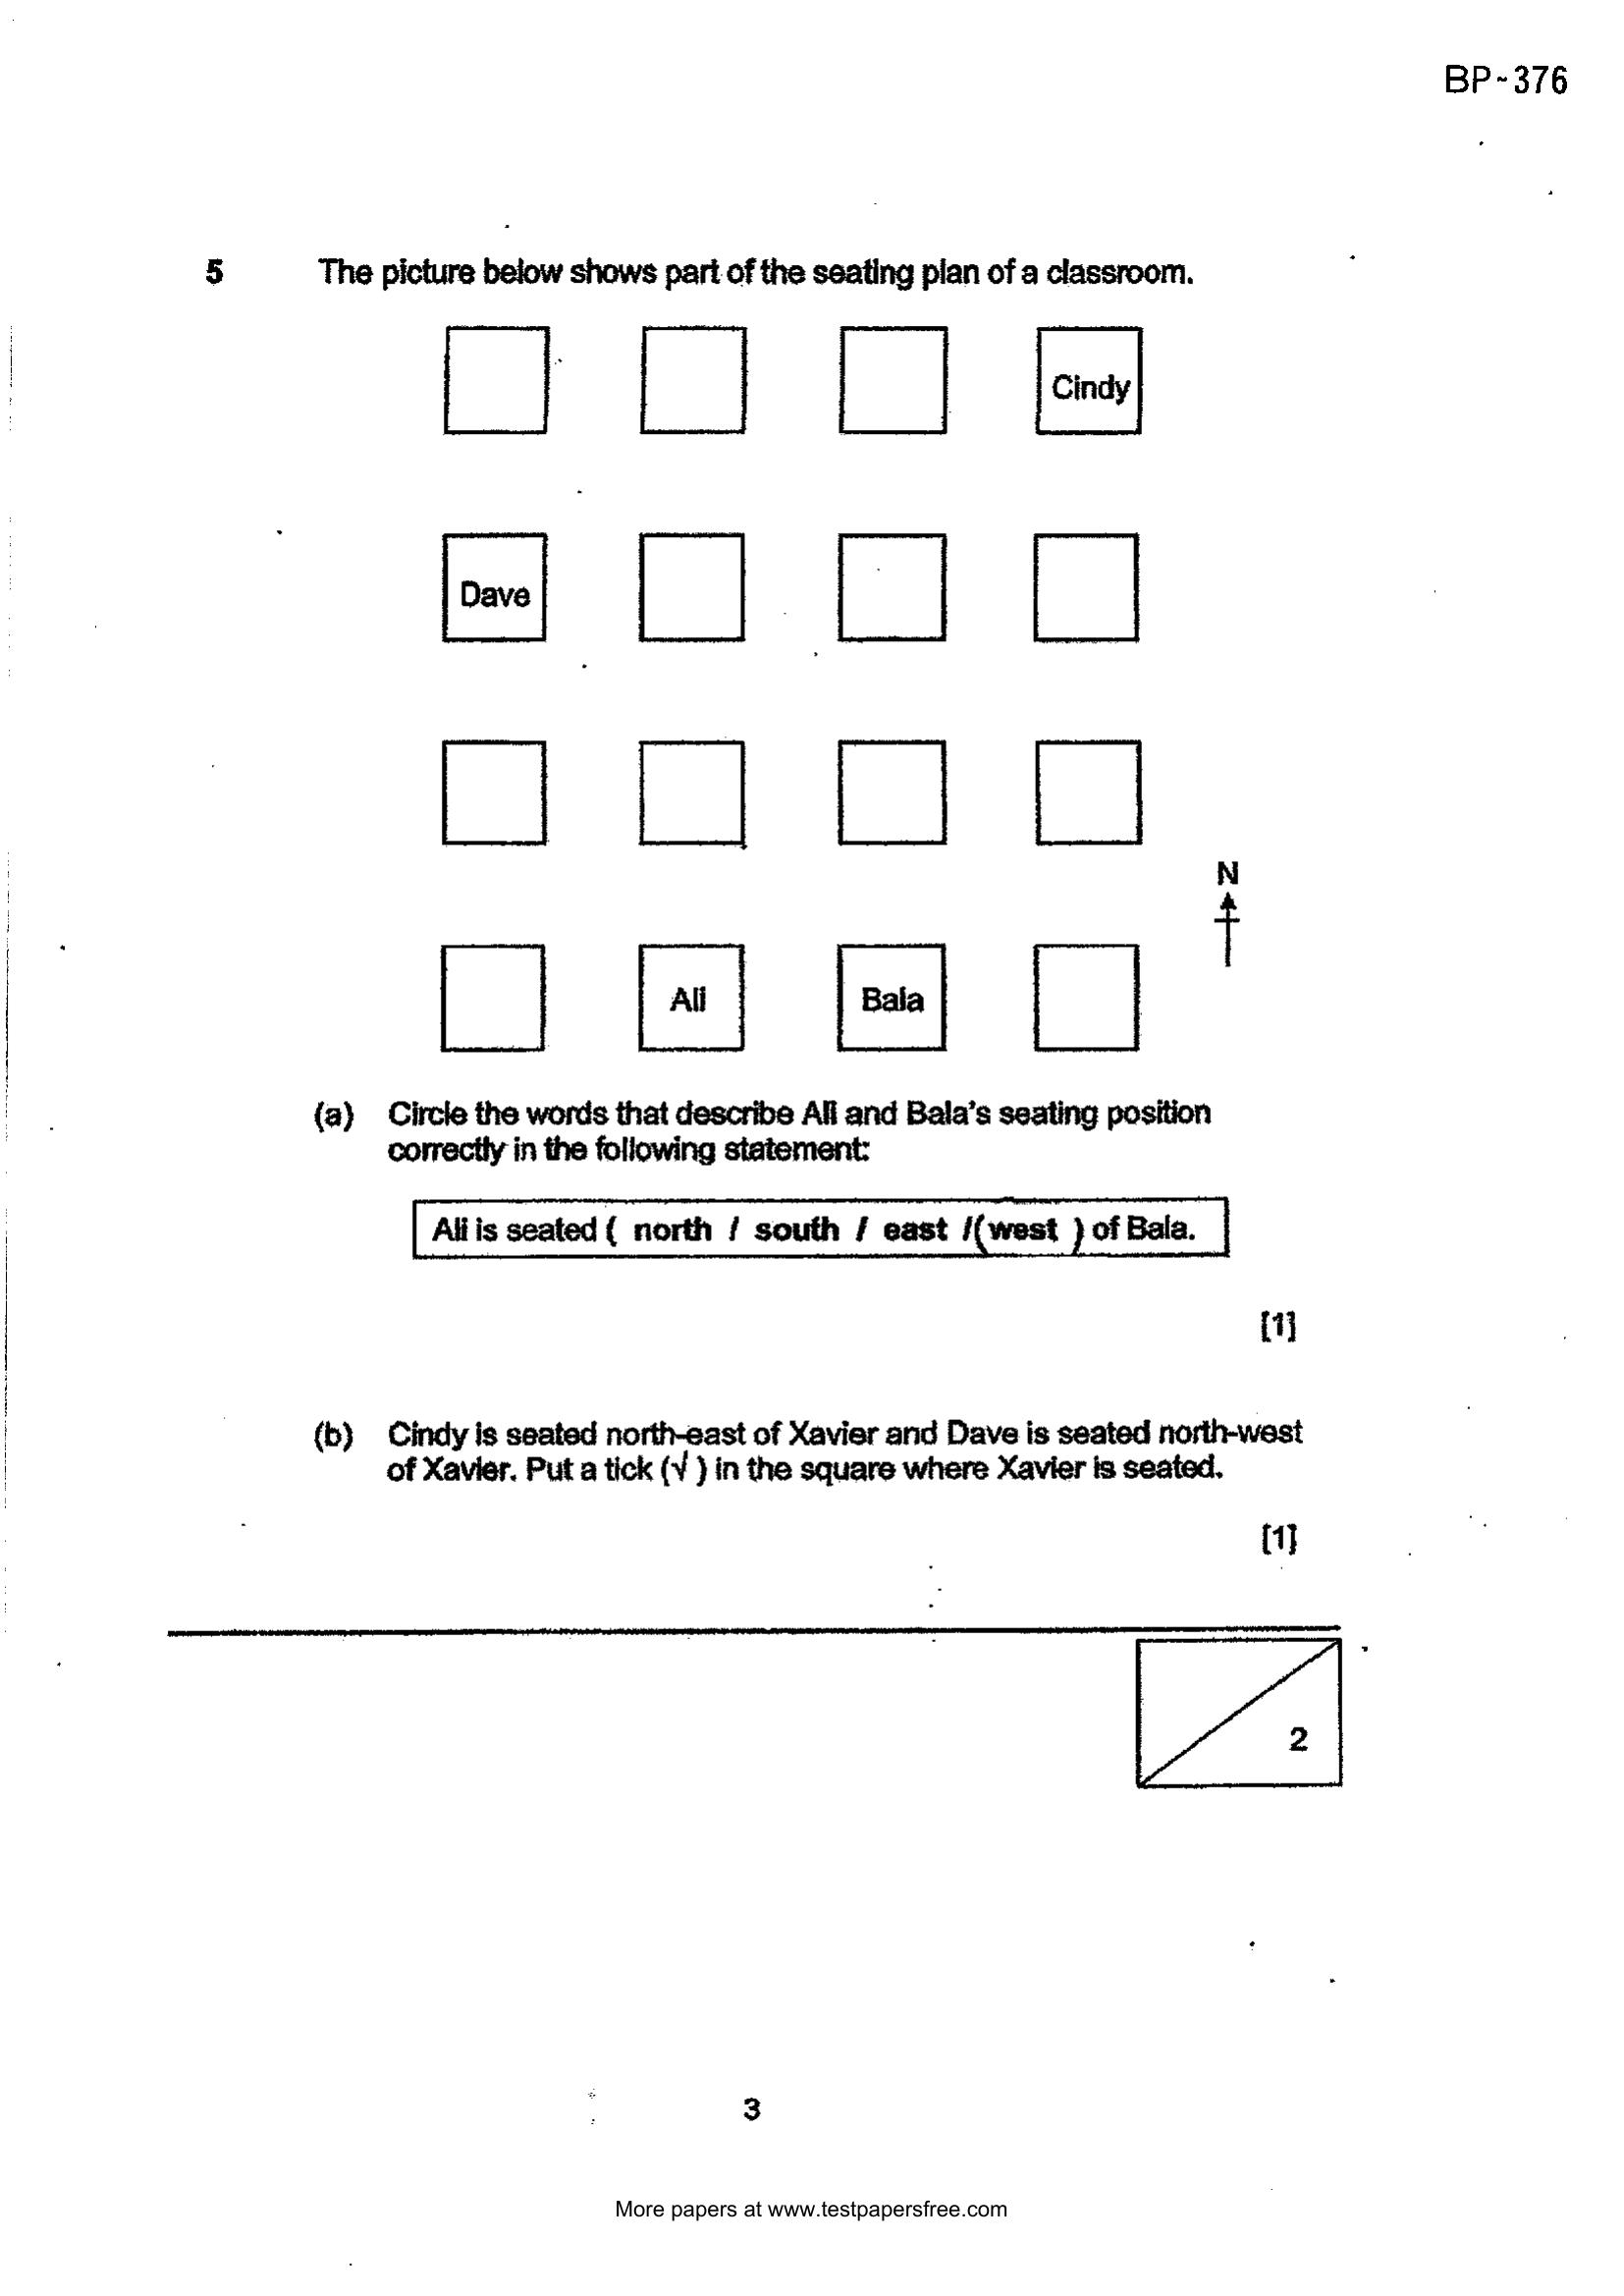 BP-376
5 The picture below shows part of the seating plan of a classroom.
Cindy
Dave
N
Ali Bala
(a) Circle the words that describe Ali and Bala's seating position
correctly in the following statement:
Ali is seated ( north / south / east / (west ) of Bala.
[1]
(b) Cindy is seated north-east of Xavier and Dave is seated north-west
of Xavier. Put a tick (√ ) in the square where Xavier is seated.
[1]
2
3
More papers at www.testpapersfree.com